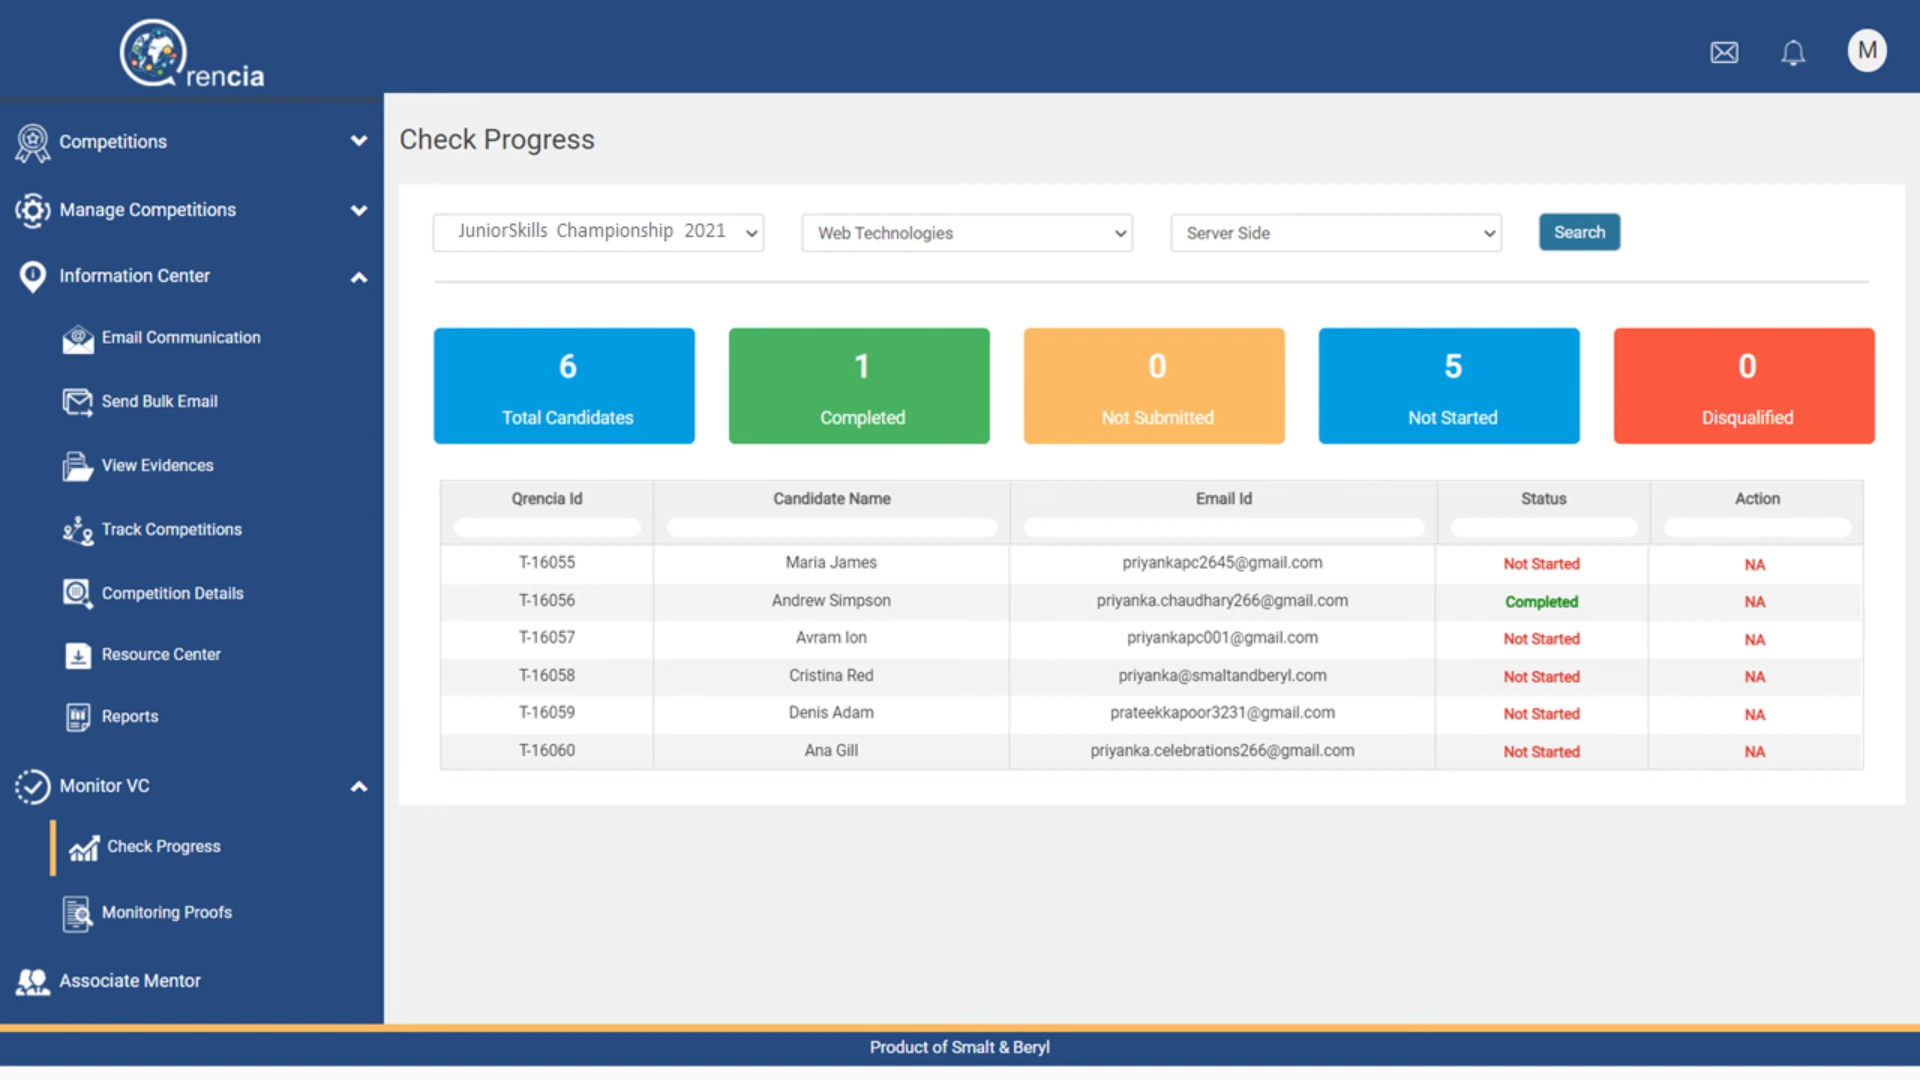 Qrencia
M
Competitions
Manage Competitions
Information Center
Email Communication
Send Bulk Email
View Evidences
Track Competitions
Competition Details
Resource Center
Reports
Monitor VC
Check Progress
Monitoring Proofs
Associate Mentor
Check Progress
JuniorSkills Championship 2021 Web Technologies Server Side Search
6 1 0 5 0
Total Candidates Completed Not Submitted Not Started Disqualified
Qrencia Id Candidate Name Email Id Status Action
T-16055 Maria James priyankapc2645@gmail.com Not Started NA
T-16056 Andrew Simpson priyanka.chaudhary266@gmail.com Completed NA
T-16057 Avram Ion priyankapc001@gmail.com Not Started NA
T-16058 Cristina Red priyanka@smaltandberyl.com Not Started NA
T-16059 Denis Adam prateekkapoor3231@gmail.com Not Started NA
T-16060 Ana Gill priyanka.celebrations266@gmail.com Not Started NA
Product of Smalt & Beryl